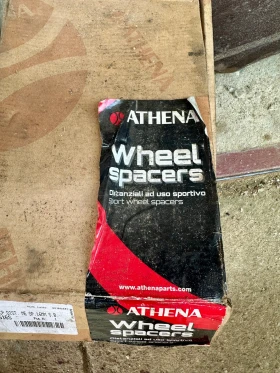 ATHENA
Wheel
spacers
Distanziali ad uso sportivo
Sport wheel spacers
www.athenaparts.com
ATHENA
Wheel
spacers